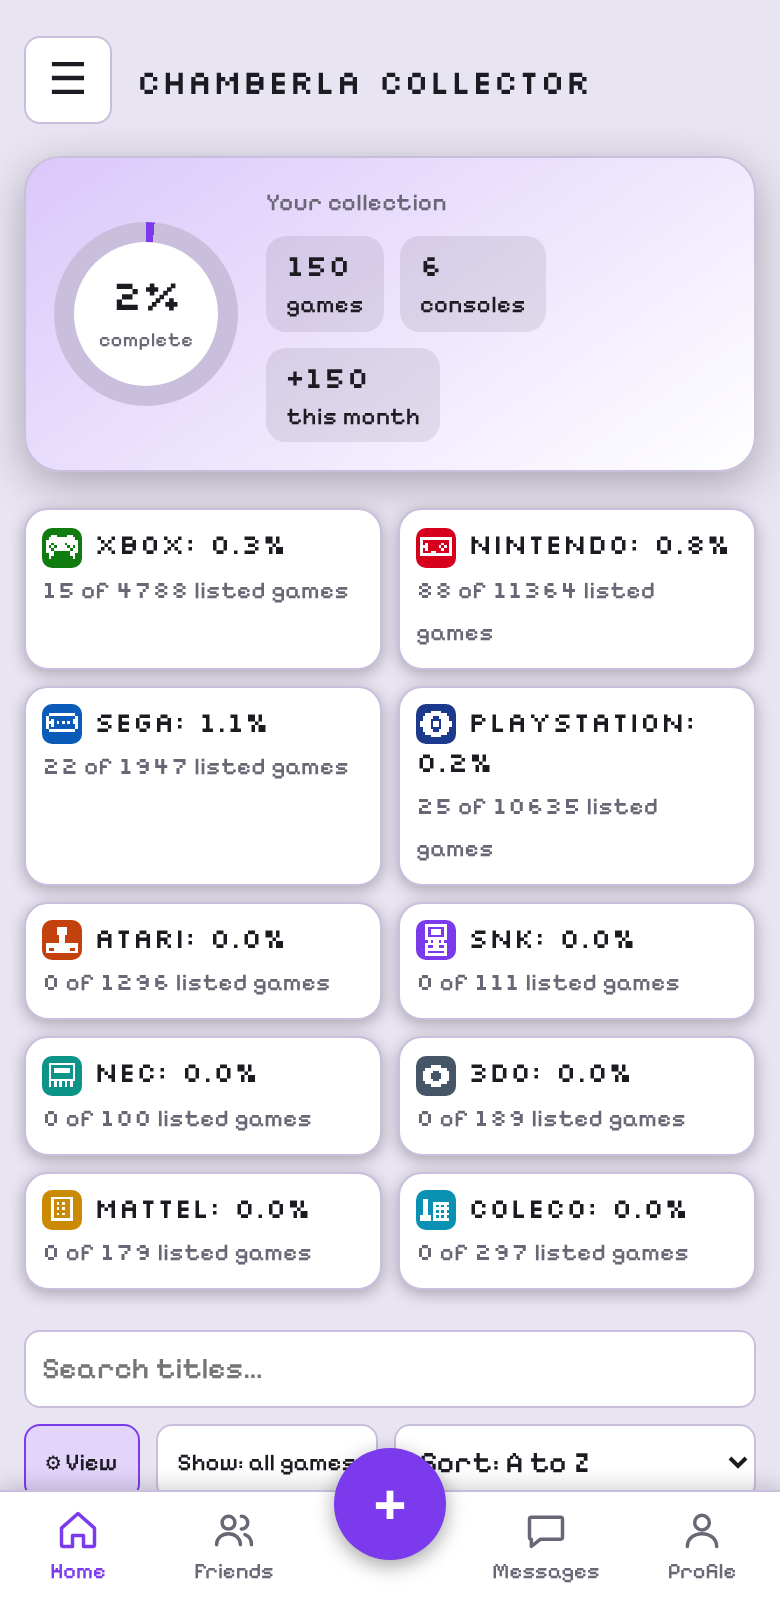 ☰ CHAMBERLA COLLECTOR
Your collection
2%
complete
150
games
6
consoles
+150
this month
XBOX: 0.3%
15 of 4788 listed games
NINTENDO: 0.8%
88 of 11364 listed
games
SEGA: 1.1%
22 of 1947 listed games
PLAYSTATION:
0.2%
25 of 10635 listed
games
ATARI: 0.0%
0 of 1296 listed games
SNK: 0.0%
0 of 111 listed games
NEC: 0.0%
0 of 100 listed games
3DO: 0.0%
0 of 189 listed games
MATTEL: 0.0%
0 of 179 listed games
COLECO: 0.0%
0 of 297 listed games
Search titles...
⚙ View
Show: all games
Sort: A to Z
+
Home
Friends
Messages
Profile